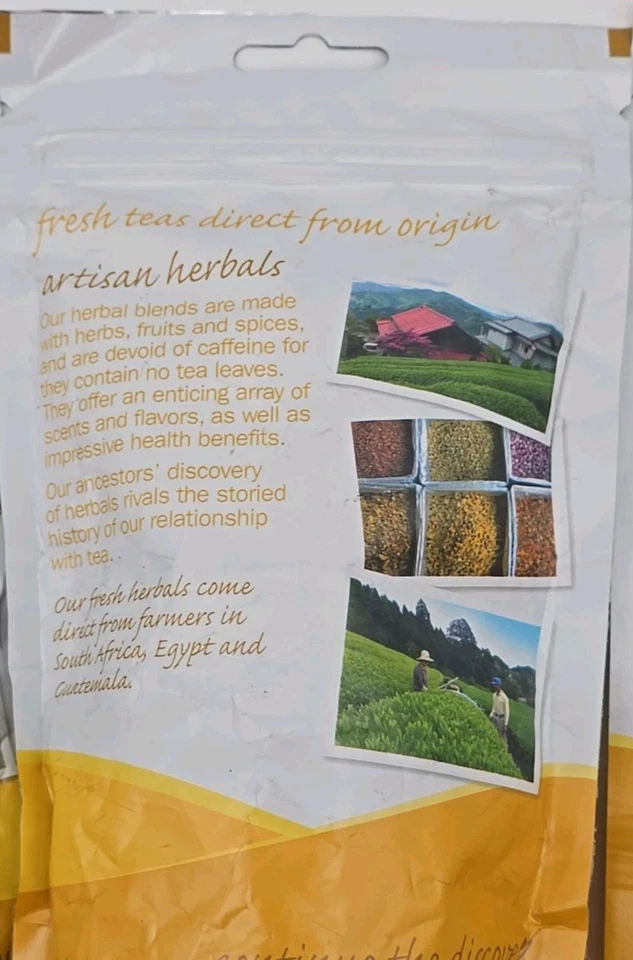 fresh teas direct from origin
artisan herbals
Our herbal blends are made
with herbs, fruits and spices,
and are devoid of caffeine for
they contain no tea leaves.
They offer an enticing array of
scents and flavors, as well as
impressive health benefits.
Our ancestors' discovery
of herbals rivals the storied
history of our relationship
with tea.
Our fresh herbals come
direct from farmers in
South Africa, Egypt and
Guatemala.
continue the discover